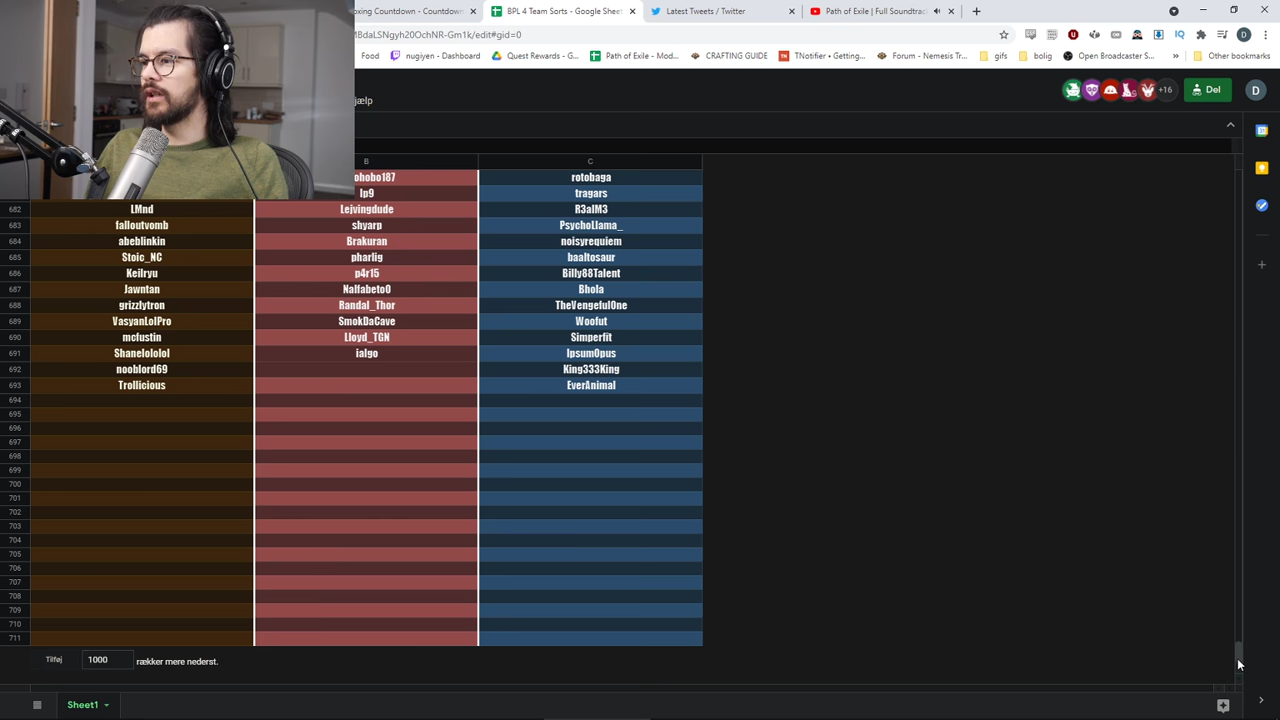 oxing Countdown - Countdown
BPL 4 Team Sorts - Google Sheet
Latest Tweets / Twitter
Path of Exile | Full Soundtrac
MBdaLSNgyh20OchNR-Gm1k/edit#gid=0
Food
nugiyen - Dashboard
Quest Rewards - G...
Path of Exile - Mod...
CRAFTING GUIDE
TNotifier • Getting...
Forum - Nemesis Tr...
gifs
bolig
Open Broadcaster S...
Other bookmarks
jælp
+16
Del
D
B C
ohobo187 rotobaga
lp9 tragars
682 LMnd Lejvingdude R3alM3
683 falloutvomb shyarp PsychoLlama_
684 abeblinkin Brakuran noisyrequiem
685 Stoic_NC pharlig baaltosaur
686 Keilryu p4r15 Billy88Talent
687 Jawntan Nalfabeto0 Bhola
688 grizzlytron Randal_Thor TheVengefulOne
689 VasyanLolPro SmokDaCave Woofut
690 mcfustin Lloyd_TGN Simperfit
691 Shanelololol ialgo IpsumOpus
692 nooblord69 King333King
693 Trollicious EverAnimal
694
695
696
697
698
699
700
701
702
703
704
705
706
707
708
709
710
711
Tilføj 1000 rækker mere nederst.
Sheet1